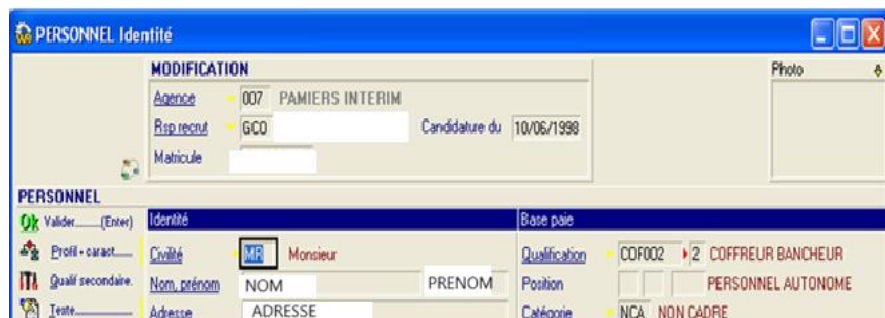 PERSONNEL Identité
MODIFICATION
Photo
Agence 007 PAMIERS INTERIM
Rsp recrut GCO Candidature du 10/06/1998
Matricule
PERSONNEL
Ok Valider (Enter) Identité Base paie
Profil - caract. Civilité MR Monsieur Qualification COF002 2 COFFREUR BANCHEUR
Qualif secondaire. Nom, prénom NOM PRENOM Position PERSONNEL AUTONOME
Adresse ADRESSE Catégorie NCA NON CADRE